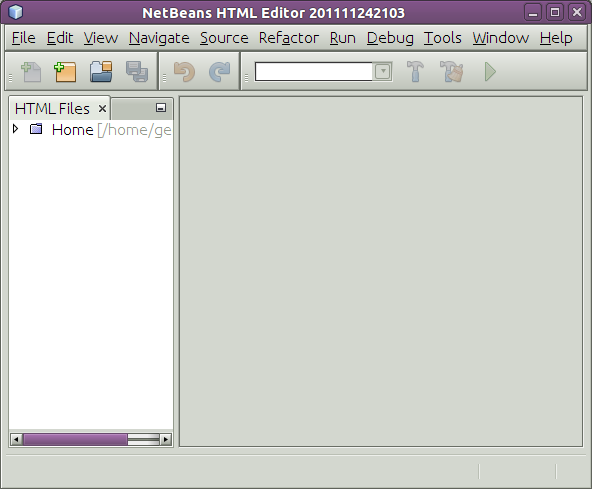 NetBeans HTML Editor 201111242103
File Edit View Navigate Source Refactor Run Debug Tools Window Help
HTML Files
Home [/home/ge